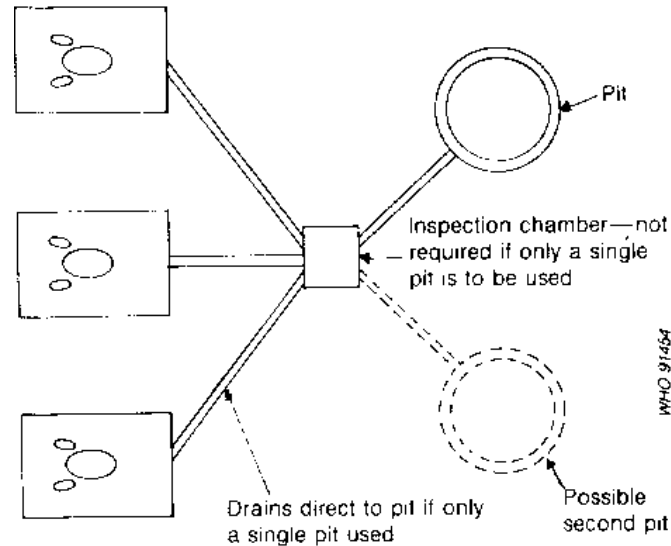 Pit
Inspection chamber—not
required if only a single
pit is to be used
WHO 91454
Possible
second pit
Drains direct to pit if only
a single pit used